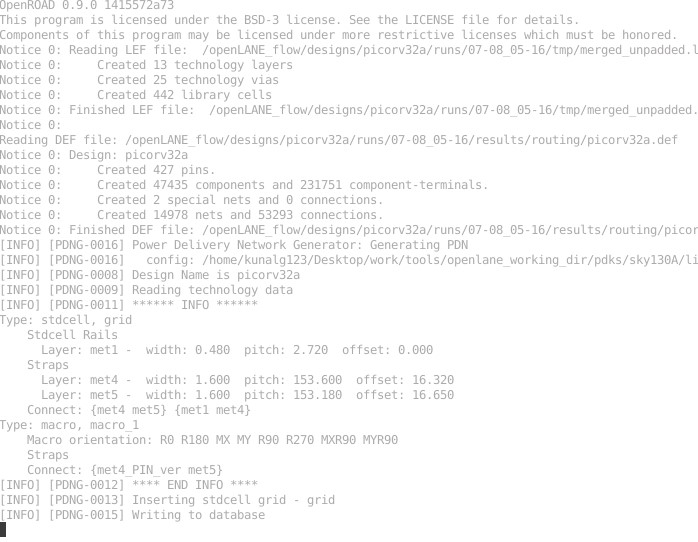 OpenROAD 0.9.0 1415572a73
This program is licensed under the BSD-3 license. See the LICENSE file for details.
Components of this program may be licensed under more restrictive licenses which must be honored.
Notice 0: Reading LEF file:  /openLANE_flow/designs/picorv32a/runs/07-08_05-16/tmp/merged_unpadded.l
Notice 0:     Created 13 technology layers
Notice 0:     Created 25 technology vias
Notice 0:     Created 442 library cells
Notice 0: Finished LEF file:  /openLANE_flow/designs/picorv32a/runs/07-08_05-16/tmp/merged_unpadded.
Notice 0:
Reading DEF file: /openLANE_flow/designs/picorv32a/runs/07-08_05-16/results/routing/picorv32a.def
Notice 0: Design: picorv32a
Notice 0:     Created 427 pins.
Notice 0:     Created 47435 components and 231751 component-terminals.
Notice 0:     Created 2 special nets and 0 connections.
Notice 0:     Created 14978 nets and 53293 connections.
Notice 0: Finished DEF file: /openLANE_flow/designs/picorv32a/runs/07-08_05-16/results/routing/picor
[INFO] [PDNG-0016] Power Delivery Network Generator: Generating PDN
[INFO] [PDNG-0016]   config: /home/kunalg123/Desktop/work/tools/openlane_working_dir/pdks/sky130A/li
[INFO] [PDNG-0008] Design Name is picorv32a
[INFO] [PDNG-0009] Reading technology data
[INFO] [PDNG-0011] ****** INFO ******
Type: stdcell, grid
    Stdcell Rails
      Layer: met1 -  width: 0.480  pitch: 2.720  offset: 0.000
    Straps
      Layer: met4 -  width: 1.600  pitch: 153.600  offset: 16.320
      Layer: met5 -  width: 1.600  pitch: 153.180  offset: 16.650
    Connect: {met4 met5} {met1 met4}
Type: macro, macro_1
    Macro orientation: R0 R180 MX MY R90 R270 MXR90 MYR90
    Straps
    Connect: {met4_PIN_ver met5}
[INFO] [PDNG-0012] **** END INFO ****
[INFO] [PDNG-0013] Inserting stdcell grid - grid
[INFO] [PDNG-0015] Writing to database